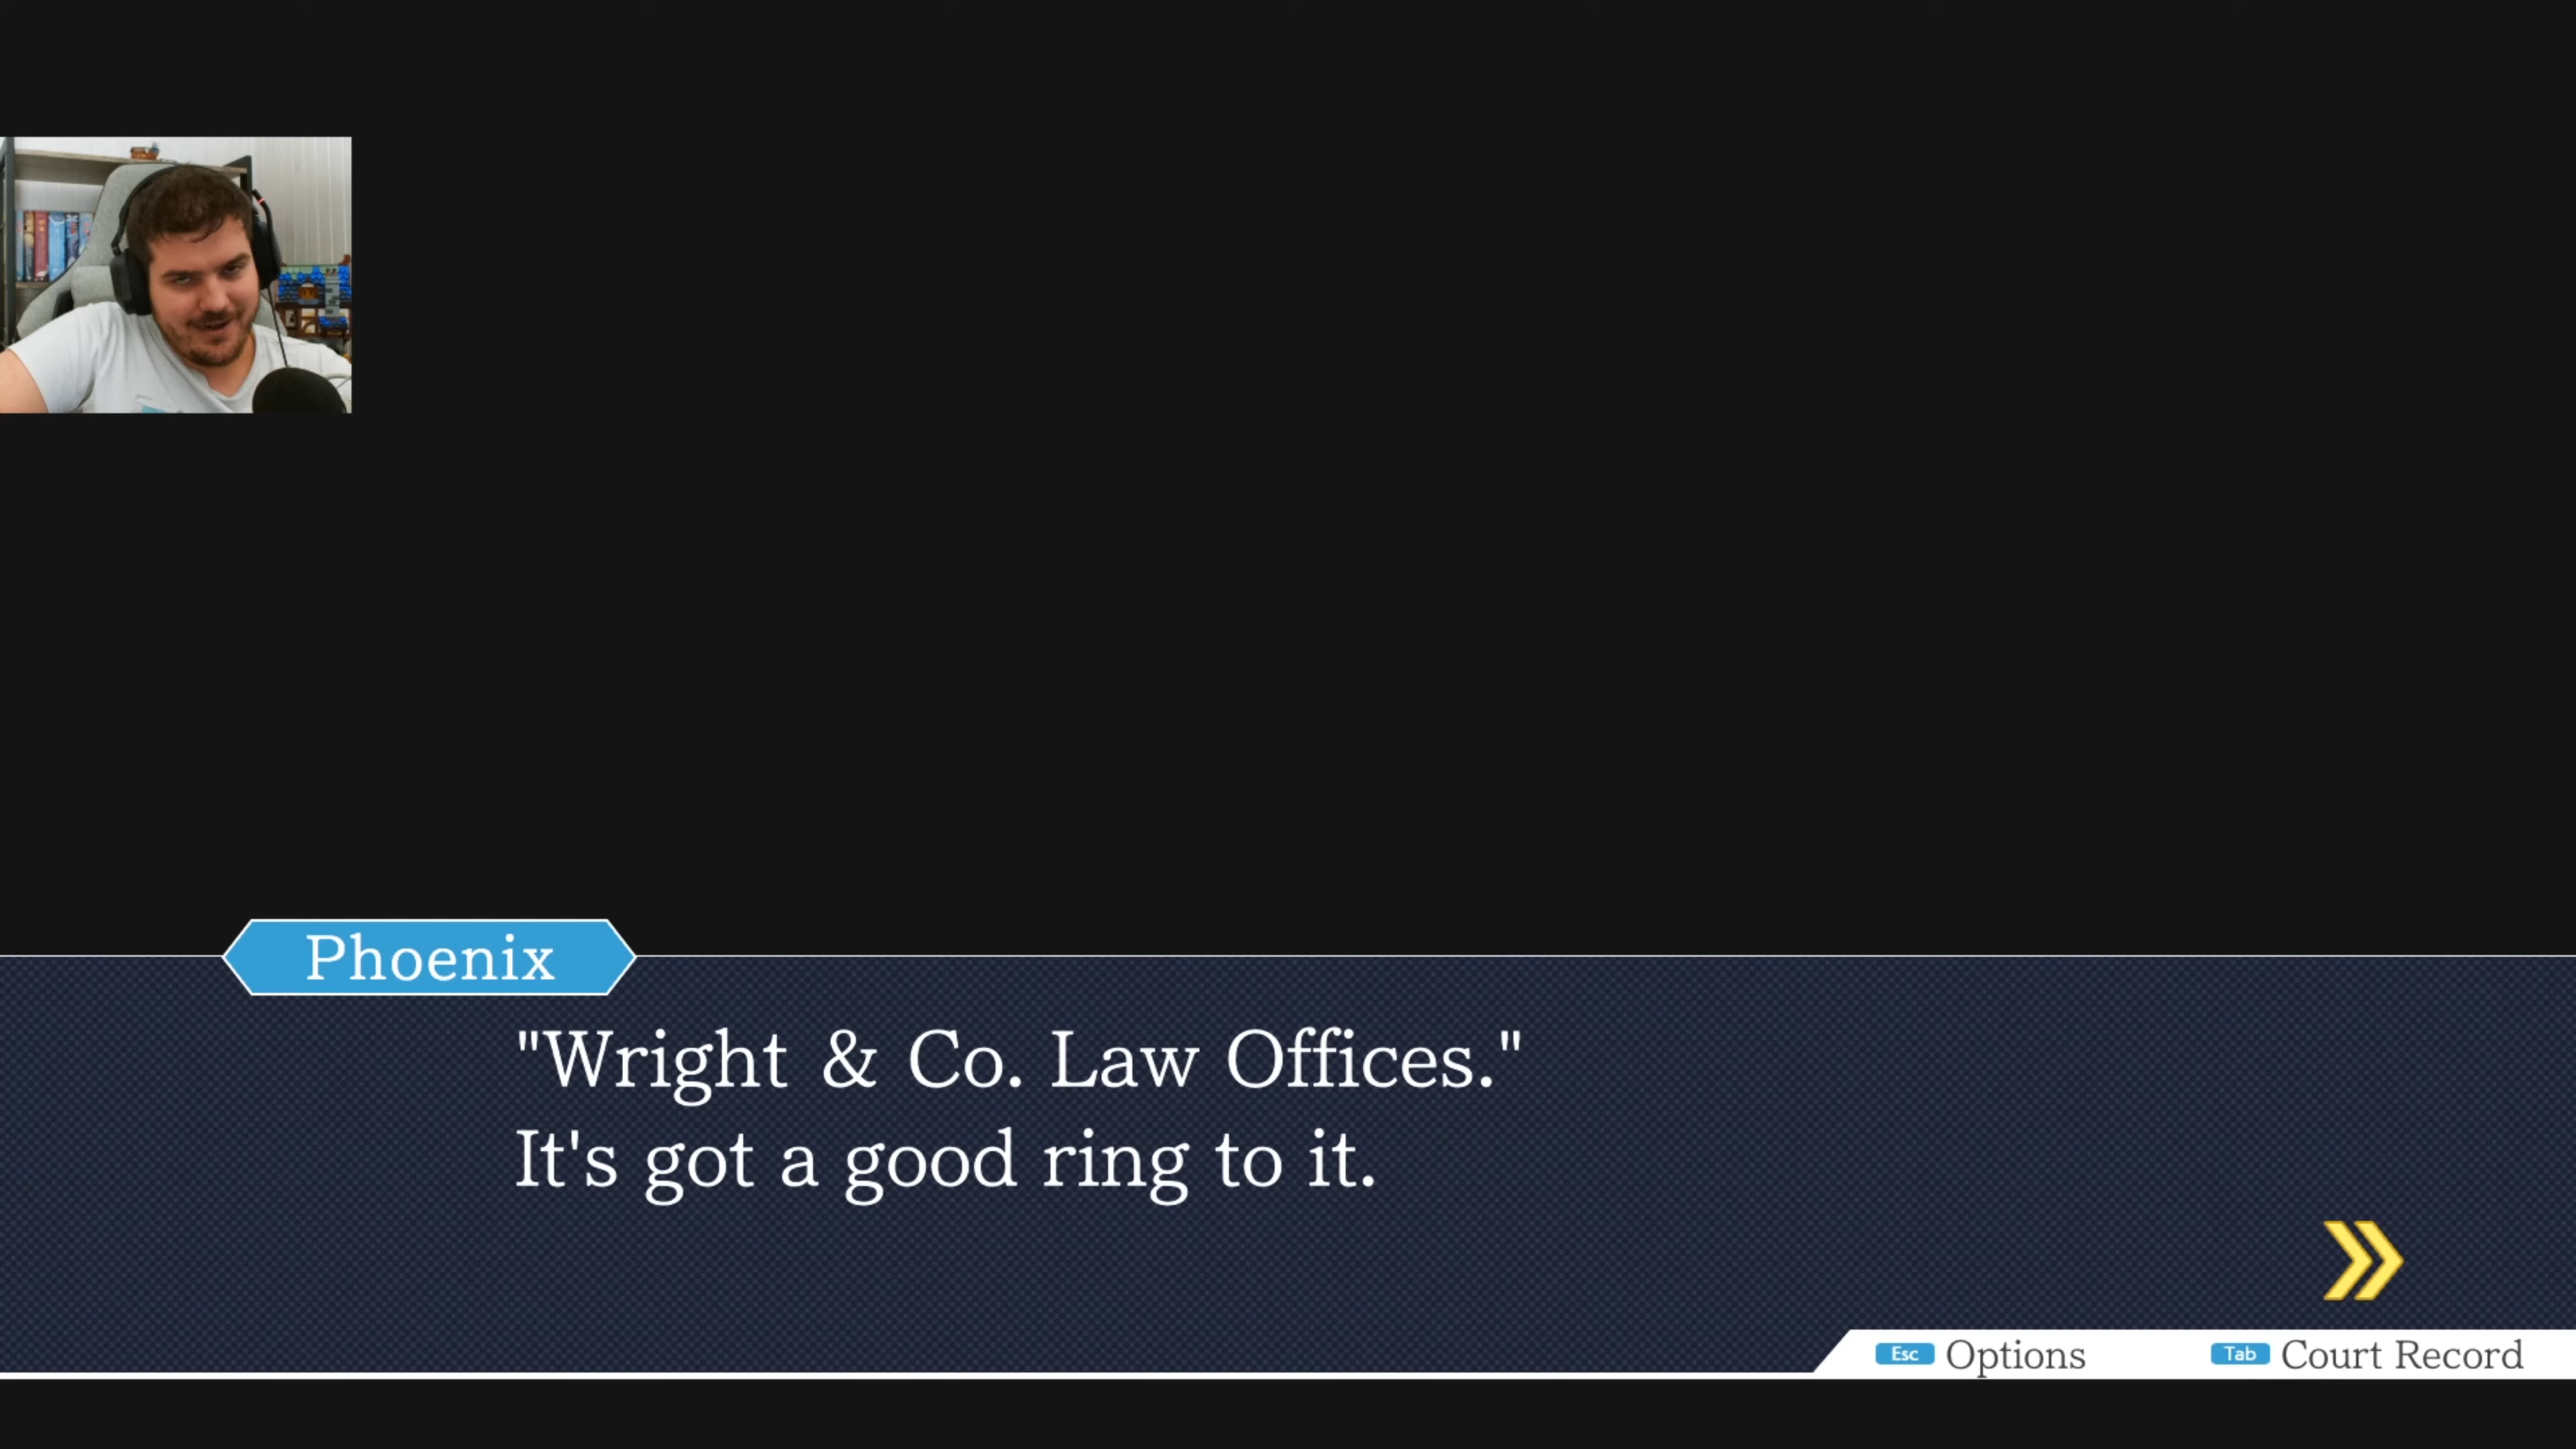 Phoenix
"Wright & Co. Law Offices."
It's got a good ring to it.
Esc Options Tab Court Record